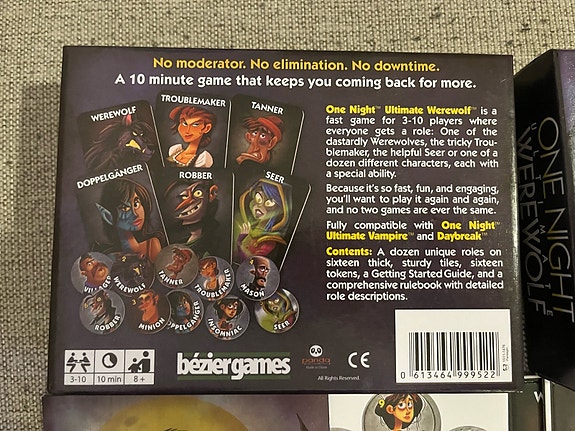 No moderator. No elimination. No downtime.
A 10 minute game that keeps you coming back for more.
WEREWOLF
TROUBLEMAKER
TANNER
DOPPELGÄNGER
ROBBER
SEER
One Night™ Ultimate Werewolf™ is a
fast game for 3-10 players where
everyone gets a role: One of the
dastardly Werewolves, the tricky Trou-
blemaker, the helpful Seer or one of a
dozen different characters, each with
a special ability.
Because it's so fast, fun, and engaging,
you'll want to play it again and again,
and no two games are ever the same.
Fully compatible with One Night™
Ultimate Vampire™ and Daybreak™
Contents: A dozen unique roles on
sixteen thick, sturdy tiles, sixteen
tokens, a Getting Started Guide, and a
comprehensive rulebook with detailed
role descriptions.
VILLAGER
WEREWOLF
TANNER
TROUBLEMAKER
MASON
ROBBER
MINION
DOPPELGÄNGER
INSOMNIAC
SEER
3-10
10 min
8+
béziergames
panda
CE
All Rights Reserved.
0 613464 999522
ONE NIGHT
WEREWOLF
9